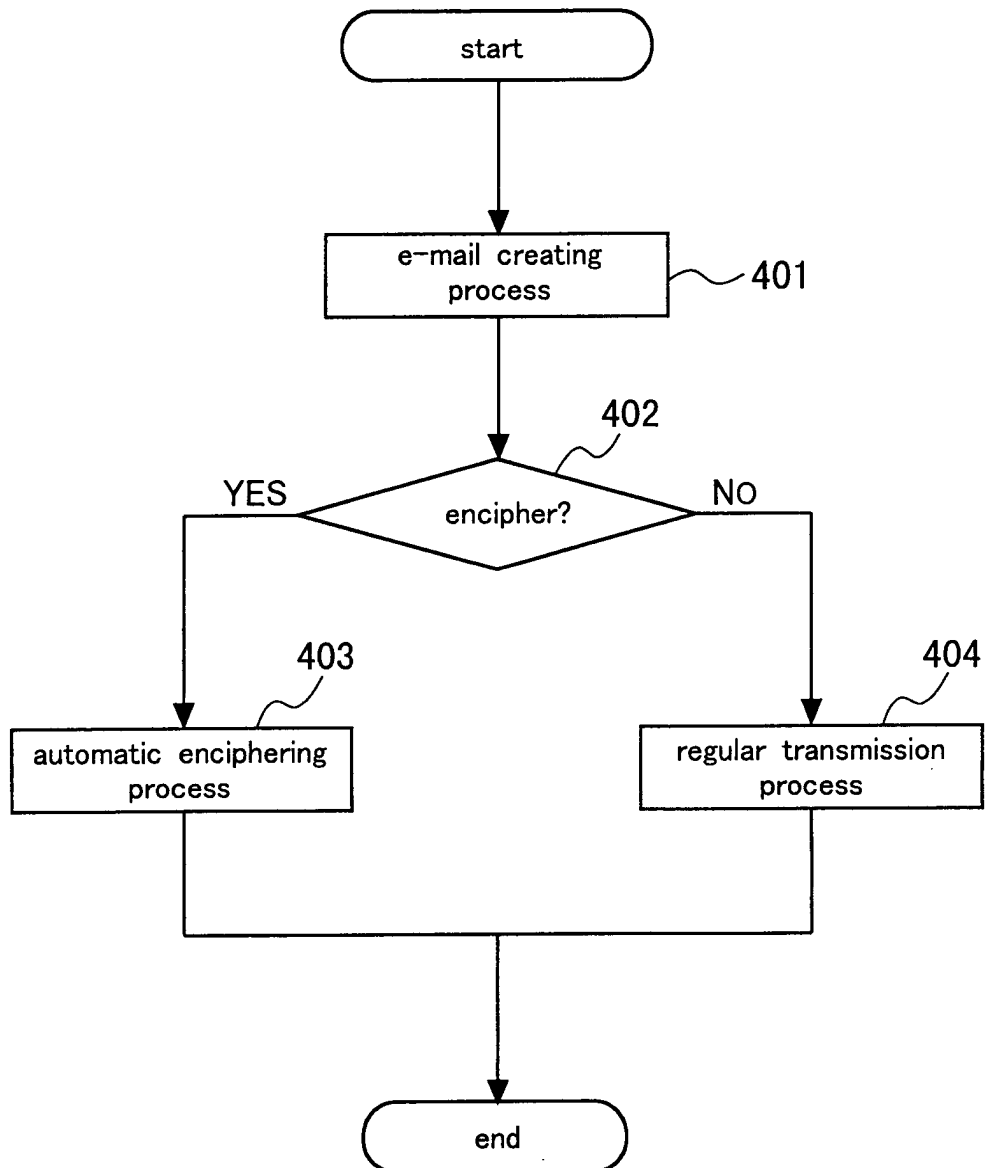 start
e-mail creating
process
401
402
YES
encipher?
NO
403
404
automatic enciphering
process
regular transmission
process
end